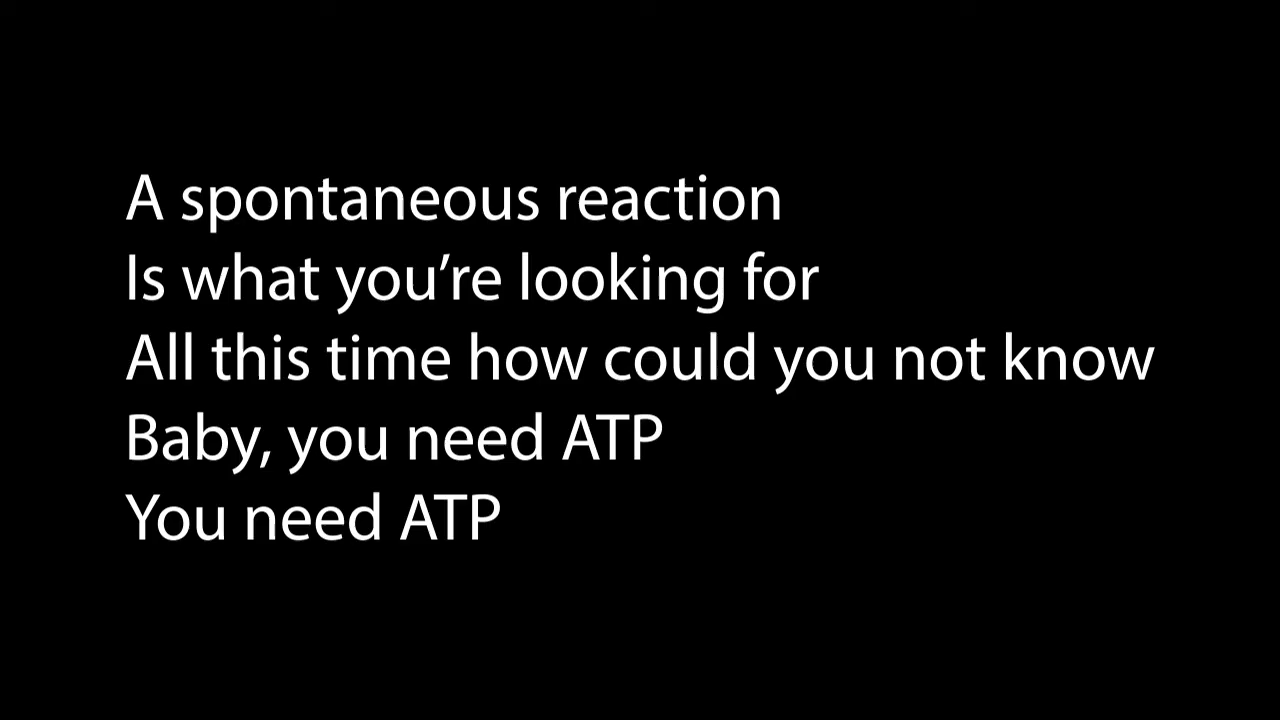 A spontaneous reaction
Is what you’re looking for
All this time how could you not know
Baby, you need ATP
You need ATP